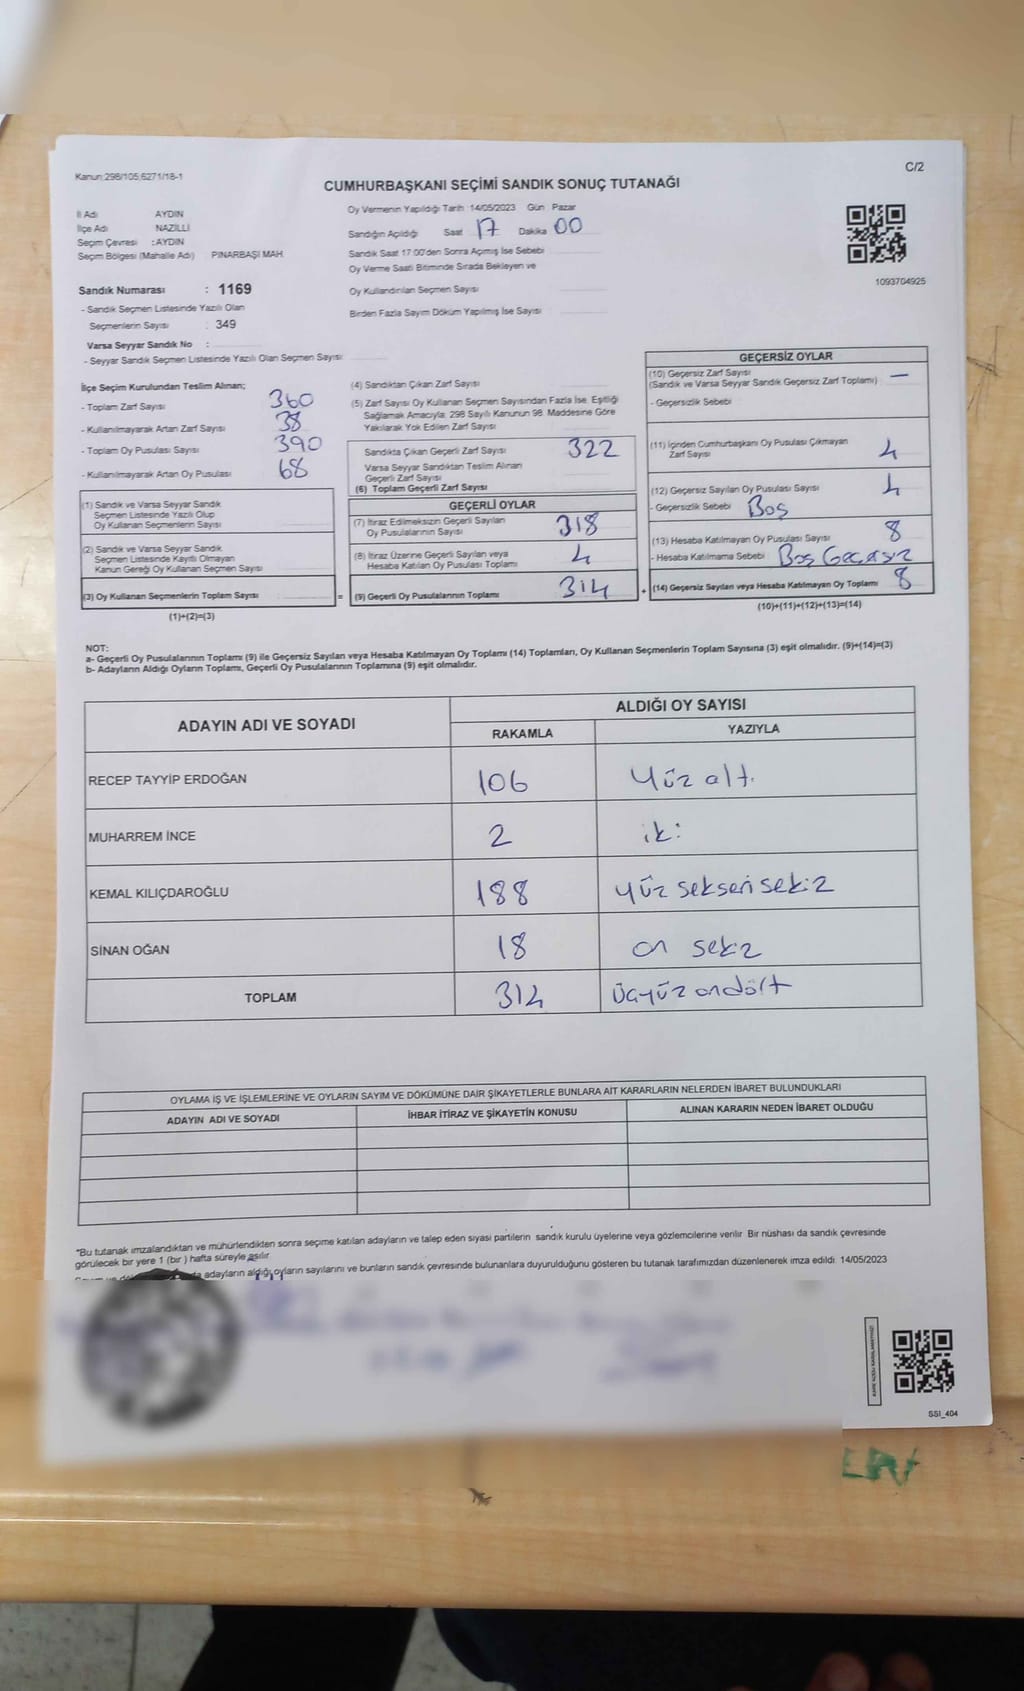 C/2
Kanun:298/105,6271/18-1
CUMHURBAŞKANI SEÇİMİ SANDIK SONUÇ TUTANAĞI
İl Adı AYDIN
İlçe Adı NAZİLLİ
Seçim Çevresi : AYDIN
Seçim Bölgesi (Mahalle Adı) PINARBAŞI MAH.
Sandık Numarası : 1169
- Sandık Seçmen Listesinde Yazılı Olan
Seçmenlerin Sayısı : 349
Varsa Seyyar Sandık No :
- Seyyar Sandık Seçmen Listesinde Yazılı Olan Seçmen Sayısı:
Oy Vermenin Yapıldığı Tarih :14/05/2023 Gün : Pazar
Sandığın Açıldığı Saat 17 Dakika 00
Sandık Saat 17:00'den Sonra Açımış İse Sebebi
Oy Verme Saati Bitiminde Sırada Bekleyen ve
Oy Kullandırılan Seçmen Sayısı
Birden Fazla Sayım Döküm Yapılmış İse Sayısı
1093704925
İlçe Seçim Kurulundan Teslim Alınan;
- Toplam Zarf Sayısı 360
- Kullanılmayarak Artan Zarf Sayısı 38
- Toplam Oy Pusulası Sayısı 390
- Kullanılmayarak Artan Oy Pusulası 68
(1) Sandık ve Varsa Seyyar Sandık
Seçmen Listesinde Yazılı Olup
Oy Kullanan Seçmenlerin Sayısı
(2) Sandık ve Varsa Seyyar Sandık
Seçmen Listesinde Kayıtlı Olmayan
Kanun Gereği Oy Kullanan Seçmen Sayısı
(3) Oy Kullanan Seçmenlerin Toplam Sayısı
(1)+(2)=(3)
=
(4) Sandıktan Çıkan Zarf Sayısı
(5) Zarf Sayısı Oy Kullanan Seçmen Sayısından Fazla İse, Eşitliği
Sağlamak Amacıyla; 298 Sayılı Kanunun 98. Maddesine Göre
Yakılarak Yok Edilen Zarf Sayısı
Sandıkta Çıkan Geçerli Zarf Sayısı 322
Varsa Seyyar Sandıktan Teslim Alınan
Geçerli Zarf Sayısı
(6) Toplam Geçerli Zarf Sayısı
GEÇERLİ OYLAR
(7) İtiraz Edilmeksizin Geçerli Sayılan
Oy Pusulalarının Sayısı 318
(8) İtiraz Üzerine Geçerli Sayılan veya
Hesaba Katılan Oy Pusulası Toplamı 4
(9) Geçerli Oy Pusulalarının Toplamı 314
+
GEÇERSİZ OYLAR
(10) Geçersiz Zarf Sayısı —
(Sandık ve Varsa Seyyar Sandık Geçersiz Zarf Toplamı)
- Geçersizlik Sebebi
(11) İçinden Cumhurbaşkanı Oy Pusulası Çıkmayan
Zarf Sayısı 4
(12) Geçersiz Sayılan Oy Pusulası Sayısı 4
- Geçersizlik Sebebi Boş
(13) Hesaba Katılmayan Oy Pusulası Sayısı 8
- Hesaba Katılmama Sebebi Boş Geçersiz
(14) Geçersiz Sayılan veya Hesaba Katılmayan Oy Toplamı 8
(10)+(11)+(12)+(13)=(14)
NOT:
a- Geçerli Oy Pusulalarının Toplamı (9) ile Geçersiz Sayılan veya Hesaba Katılmayan Oy Toplamı (14) Toplamları, Oy Kullanan Seçmenlerin Toplam Sayısına (3) eşit olmalıdır. (9)+(14)=(3)
b- Adayların Aldığı Oyların Toplamı, Geçerli Oy Pusulalarının Toplamına (9) eşit olmalıdır.
ADAYIN ADI VE SOYADI
ALDIĞI OY SAYISI
RAKAMLA YAZIYLA
RECEP TAYYİP ERDOĞAN 106 Yüz altı
MUHARREM İNCE 2 iki
KEMAL KILIÇDAROĞLU 188 yüz seksen sekiz
SİNAN OĞAN 18 on sekiz
TOPLAM 314 üçyüz ondört
OYLAMA İŞ VE İŞLEMLERİNE VE OYLARIN SAYIM VE DÖKÜMÜNE DAİR ŞİKAYETLERLE BUNLARA AİT KARARLARIN NELERDEN İBARET BULUNDUKLARI
ADAYIN ADI VE SOYADI İHBAR İTİRAZ VE ŞİKAYETİN KONUSU ALINAN KARARIN NEDEN İBARET OLDUĞU
*Bu tutanak imzalandıktan ve mühürlendikten sonra seçime katılan adayların ve talep eden siyasi partilerin sandık kurulu üyelerine veya gözlemcilerine verilir. Bir nüshası da sandık çevresinde
görülecek bir yere 1 (bir ) hafta süreyle asılır.
adayların aldığı oyların sayılarını ve bunların sandık çevresinde bulunanlara duyurulduğunu gösteren bu tutanak tarafımızdan düzenlenerek imza edildi. 14/05/2023
SSI_404